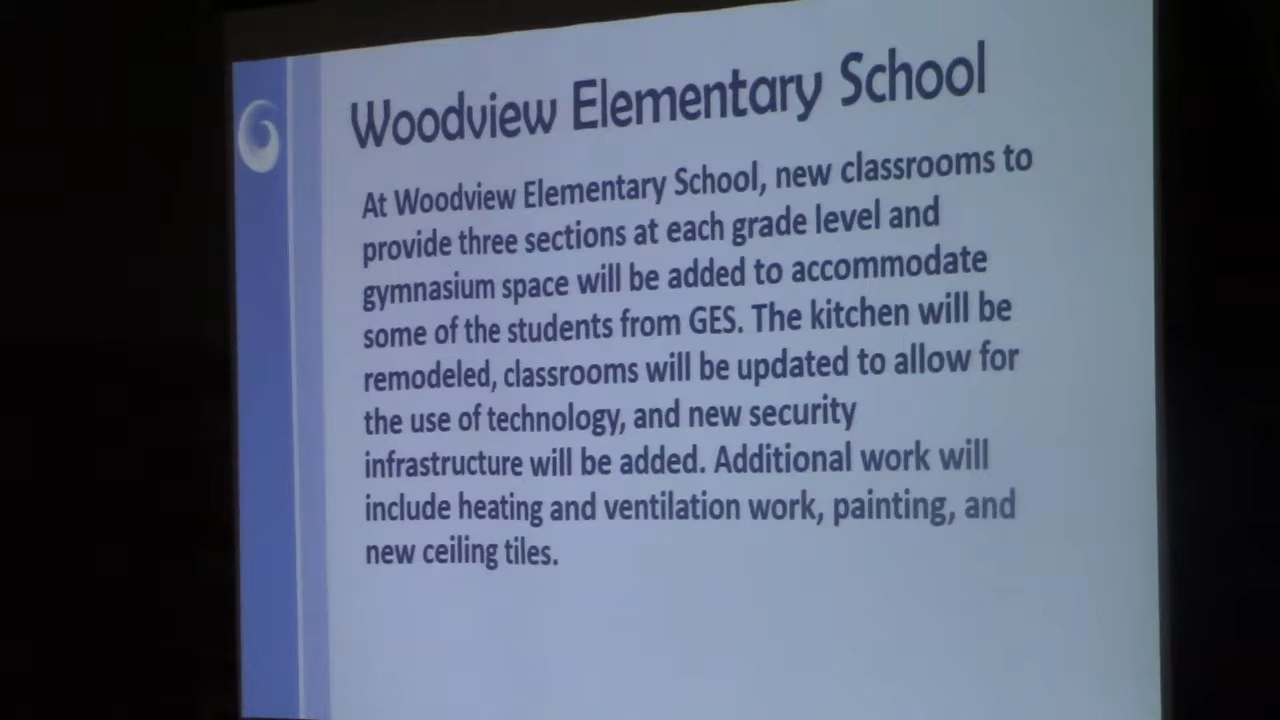 Woodview Elementary School
At Woodview Elementary School, new classrooms to
provide three sections at each grade level and
gymnasium space will be added to accommodate
some of the students from GES. The kitchen will be
remodeled, classrooms will be updated to allow for
the use of technology, and new security
infrastructure will be added. Additional work will
include heating and ventilation work, painting, and
new ceiling tiles.